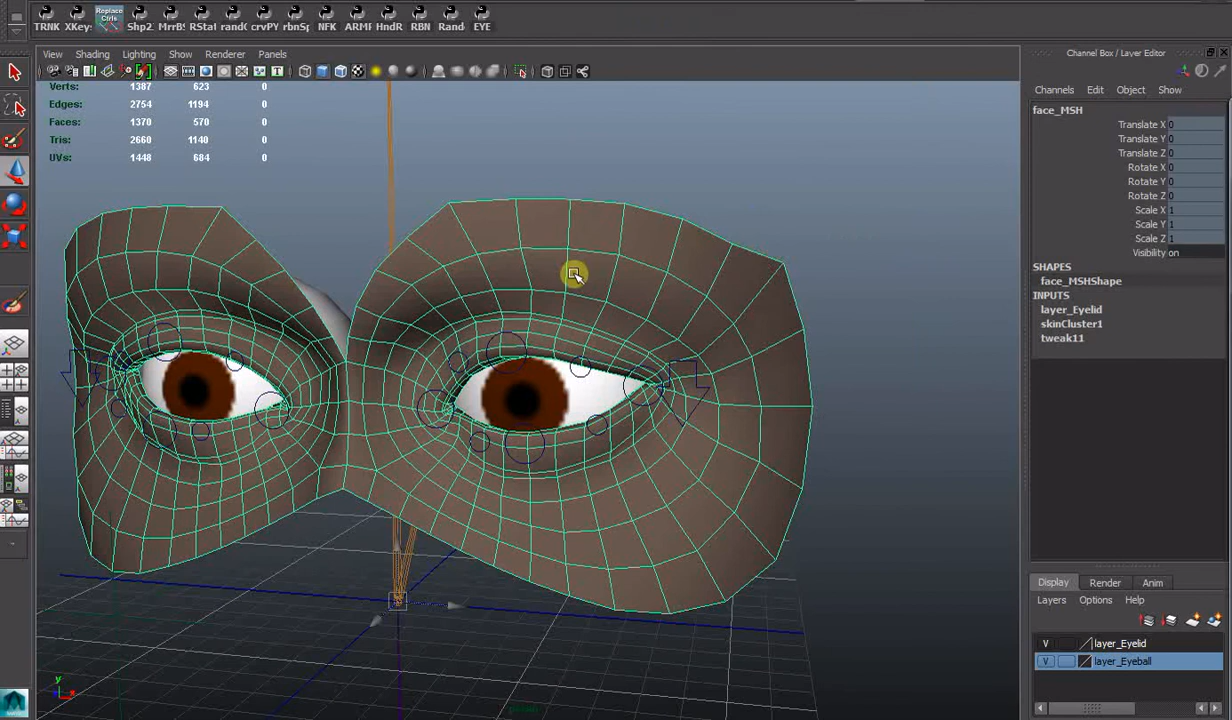 Replace
Ctrls
TRNK XKey: Shp2 MrrB: RStal rand( crvPY rbnSp NFK ARMI HndR RBN Rand EYE
View Shading Lighting Show Renderer Panels
Verts: 1387 623 0
Edges: 2754 1194 0
Faces: 1370 570 0
Tris: 2660 1140 0
UVs: 1448 684 0
y
x
Channel Box / Layer Editor
Channels Edit Object Show
face_MSH
Translate X 0
Translate Y 0
Translate Z 0
Rotate X 0
Rotate Y 0
Rotate Z 0
Scale X 1
Scale Y 1
Scale Z 1
Visibility on
SHAPES
face_MSHShape
INPUTS
layer_Eyelid
skinCluster1
tweak11
Display Render Anim
Layers Options Help
V layer_Eyelid
V layer_Eyeball